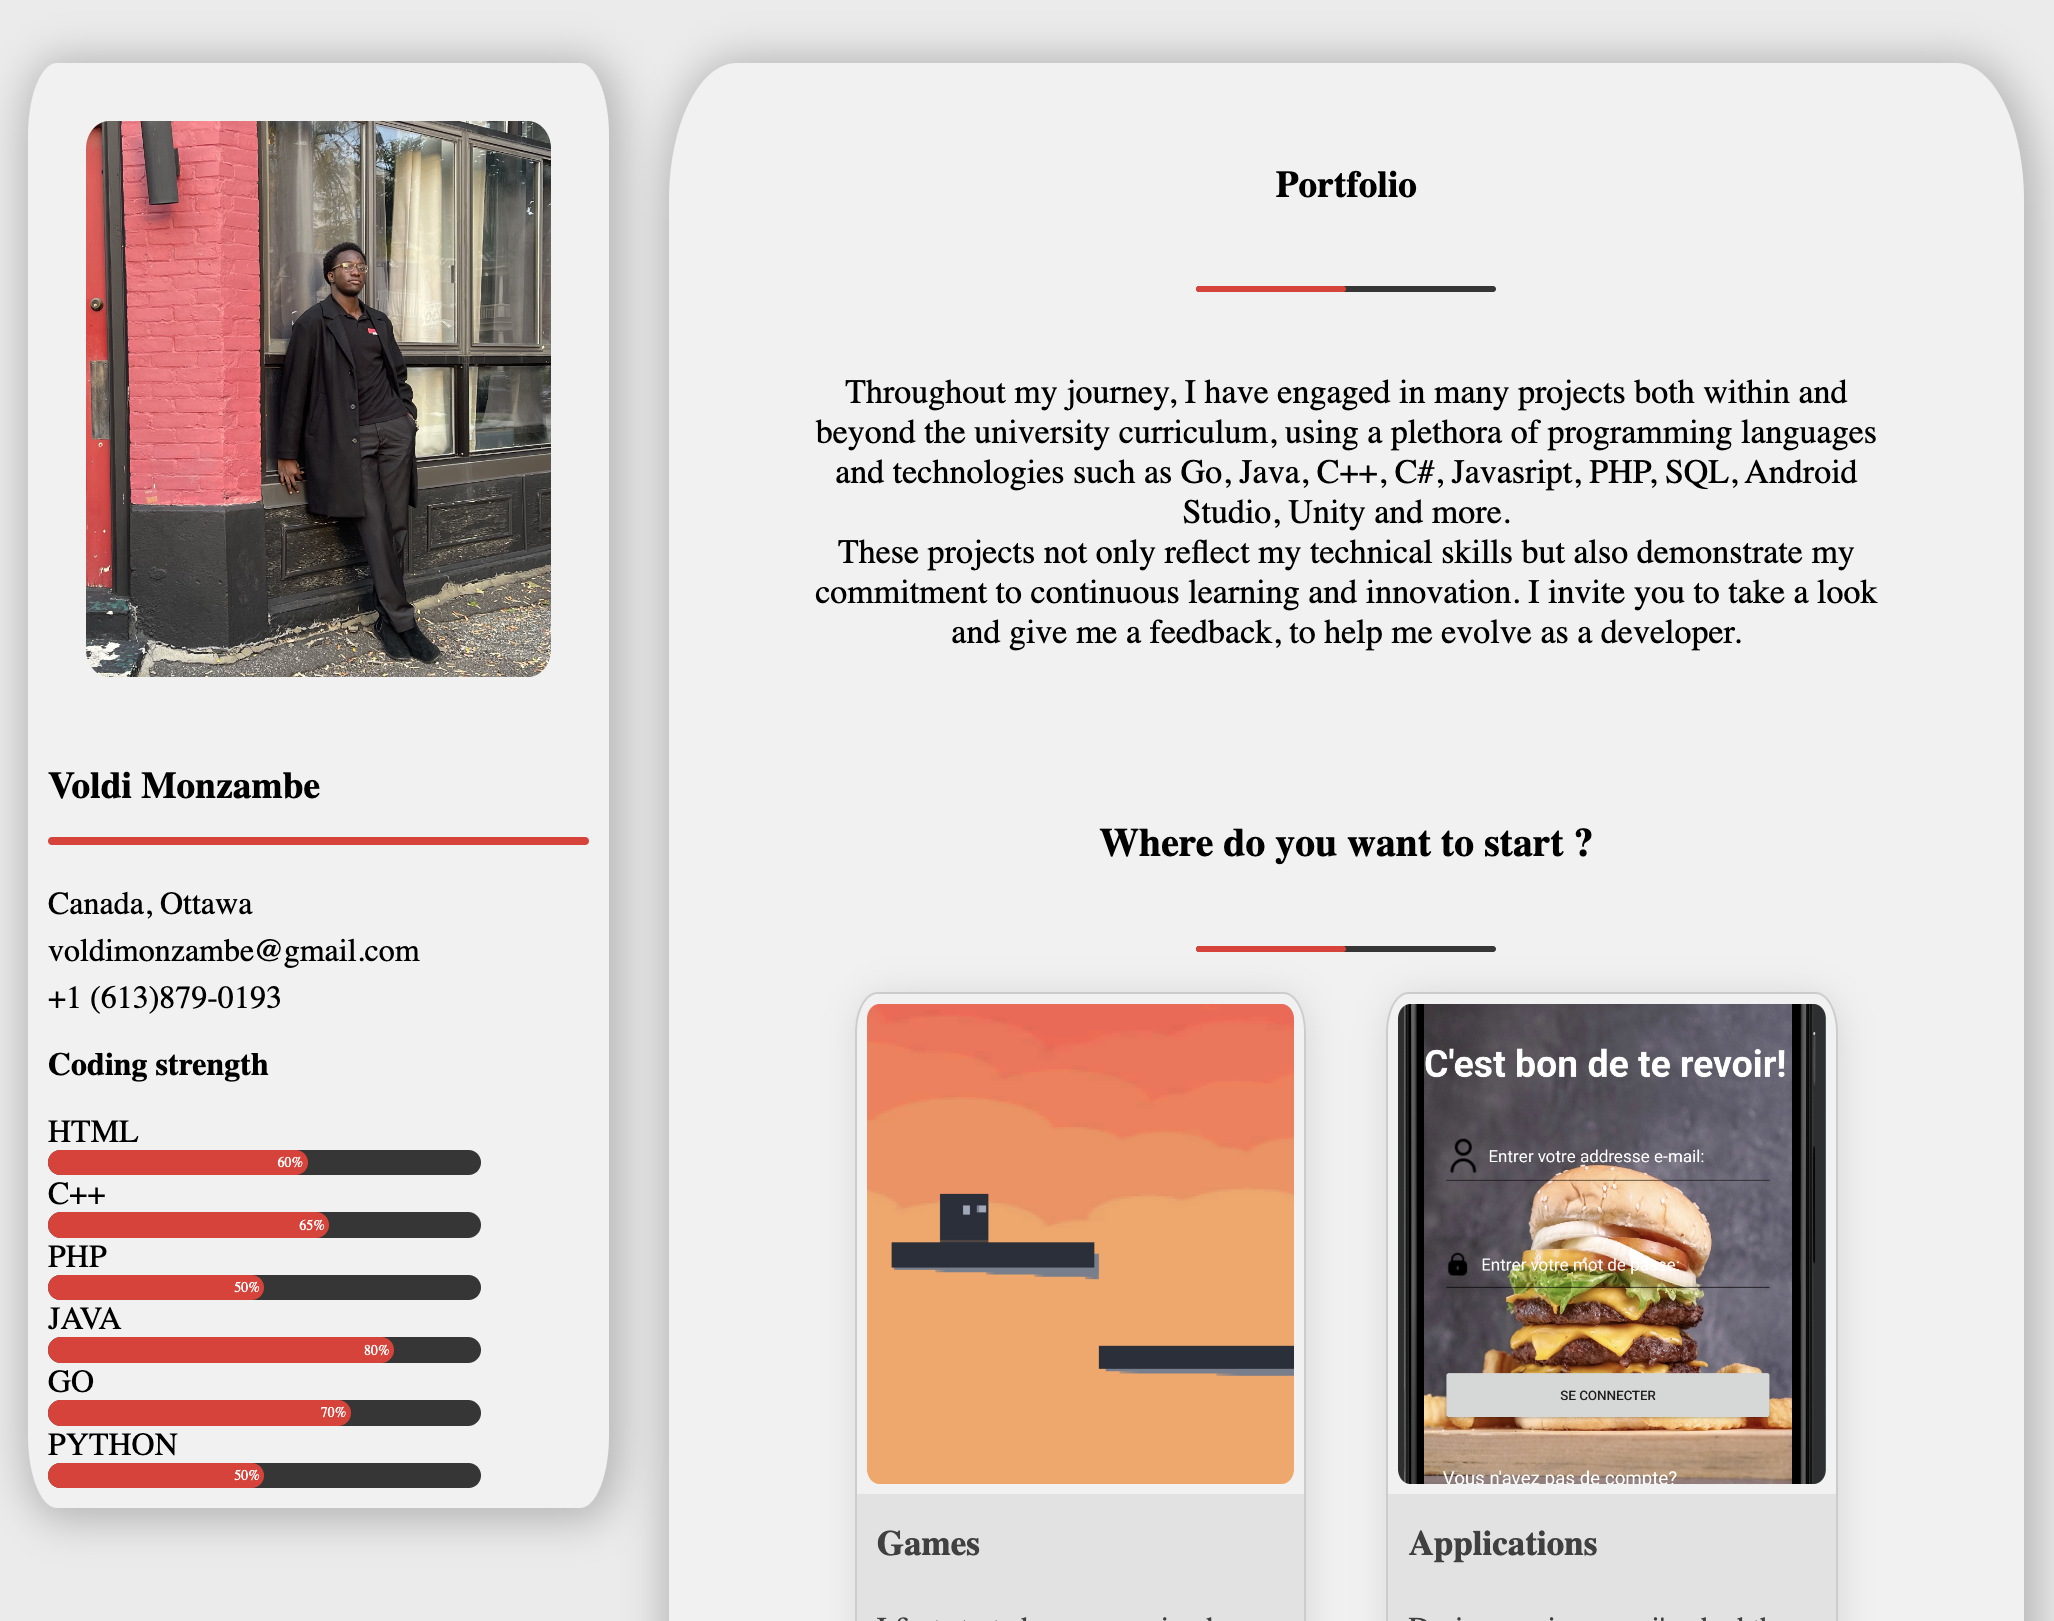 Voldi Monzambe
Canada, Ottawa
voldimonzambe@gmail.com
+1 (613)879-0193
Coding strength
HTML
60%
C++
65%
PHP
50%
JAVA
80%
GO
70%
PYTHON
50%
Portfolio
Throughout my journey, I have engaged in many projects both within and
beyond the university curriculum, using a plethora of programming languages
and technologies such as Go, Java, C++, C#, Javasript, PHP, SQL, Android
Studio, Unity and more.
These projects not only reflect my technical skills but also demonstrate my
commitment to continuous learning and innovation. I invite you to take a look
and give me a feedback, to help me evolve as a developer.
Where do you want to start ?
Games
C'est bon de te revoir!
Entrer votre addresse e-mail:
Entrer votre mot de passe:
SE CONNECTER
Vous n'avez pas de compte?
Applications